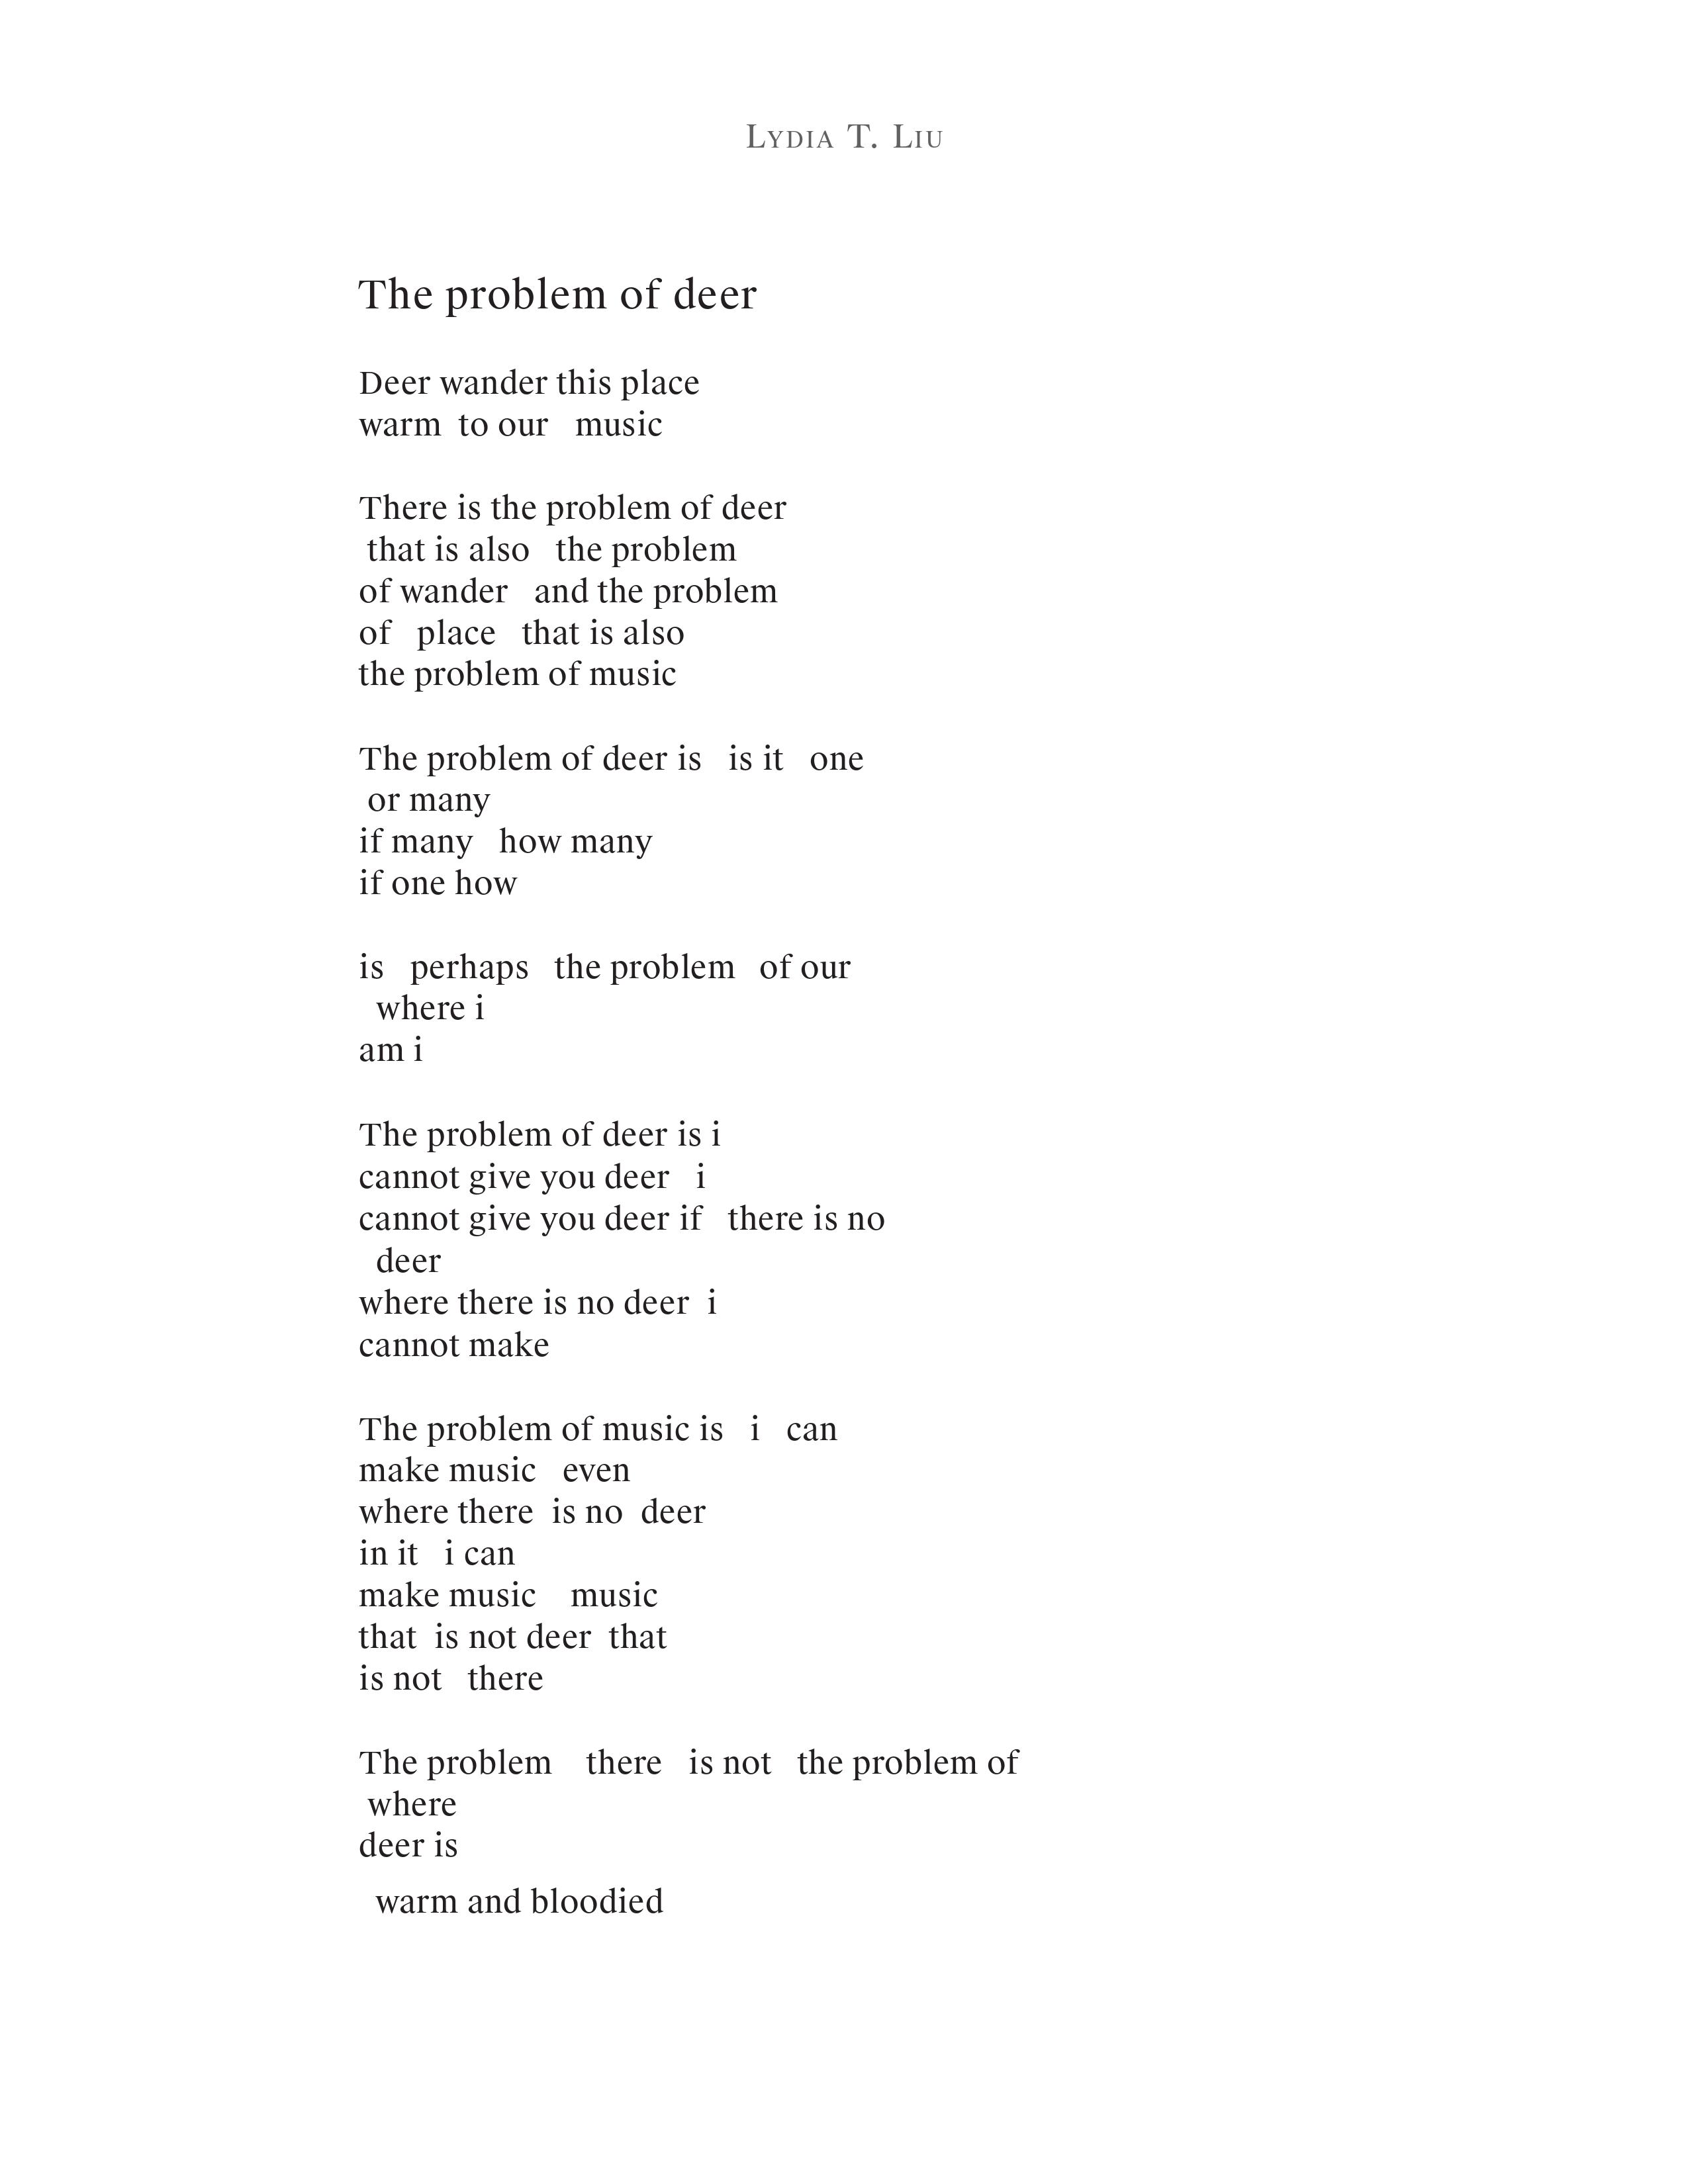 Lydia T. Liu
The problem of deer
Deer wander this place
warm  to our   music
There is the problem of deer
 that is also   the problem
of wander   and the problem
of   place   that is also
the problem of music
The problem of deer is   is it   one
 or many
if many   how many
if one how
is   perhaps   the problem   of our
  where i
am i
The problem of deer is i
cannot give you deer   i
cannot give you deer if   there is no
  deer
where there is no deer  i
cannot make
The problem of music is   i   can
make music   even
where there  is no  deer
in it   i can
make music    music
that  is not deer  that
is not   there
The problem    there   is not   the problem of
 where
deer is
  warm and bloodied